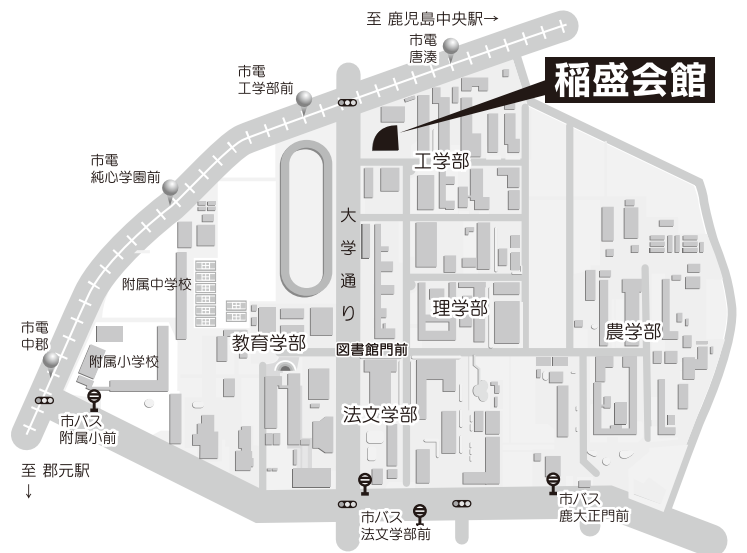 至 鹿児島中央駅→
市電
唐湊
稲盛会館
市電
工学部前
工学部
市電
純心学園前
大学通り
附属中学校
理学部
市電
中郡
教育学部
図書館門前
農学部
附属小学校
法文学部
市バス
附属小前
至 郡元駅
↓
市バス
法文学部前
市バス
鹿大正門前